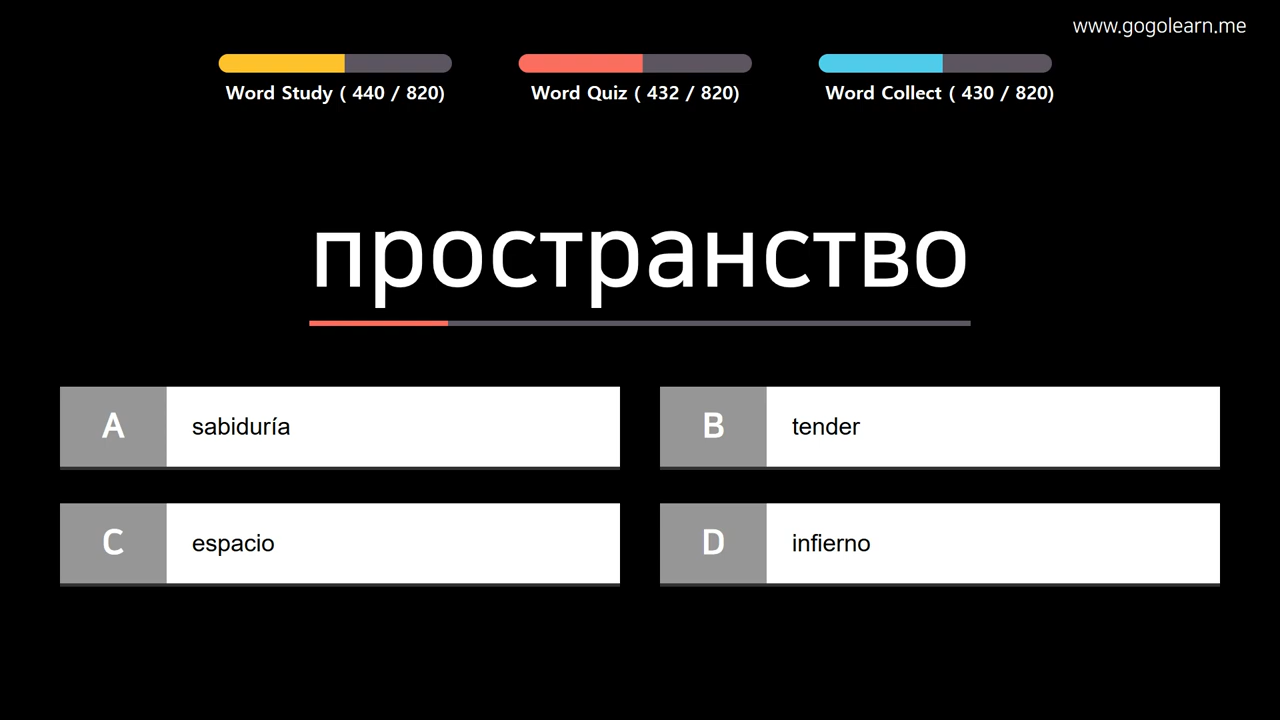 www.gogolearn.me
Word Study ( 440 / 820)
Word Quiz ( 432 / 820)
Word Collect ( 430 / 820)
пространство
A sabiduría
B tender
C espacio
D infierno